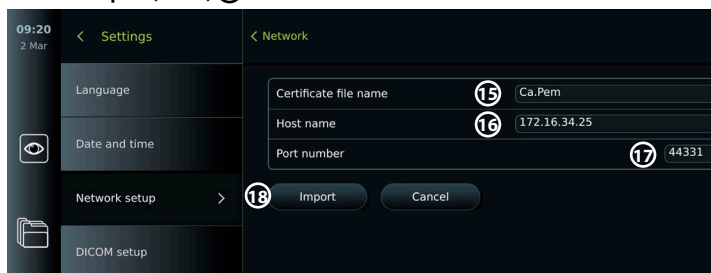 09:20
2 Mar
< Settings
< Network
Language
Date and time
Network setup >
DICOM setup
Certificate file name 15 Ca.Pem
Host name 16 172.16.34.25
Port number 17 44331
18 Import Cancel